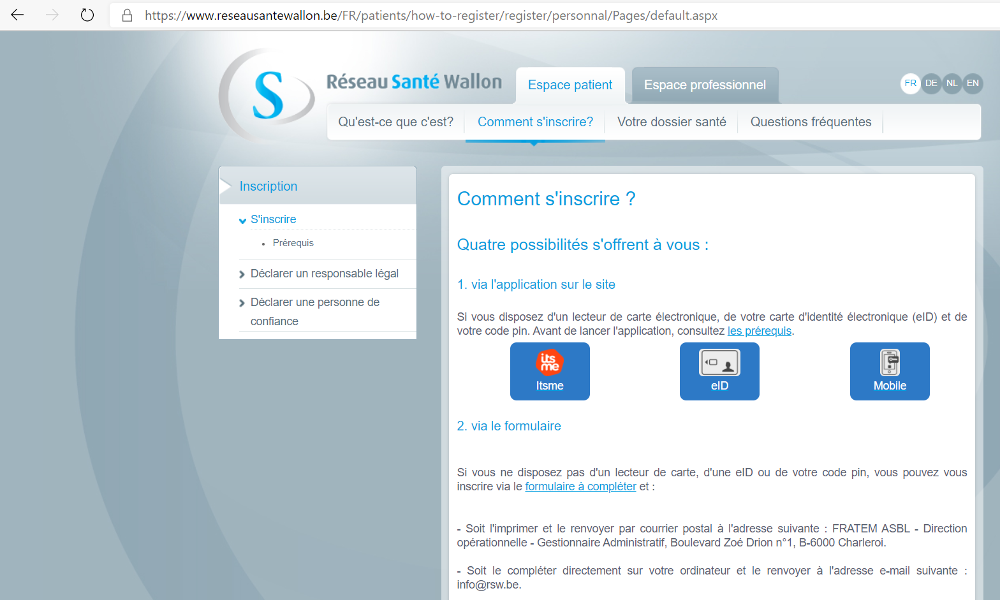 https://www.reseausantewallon.be/FR/patients/how-to-register/register/personnal/Pages/default.aspx
S
Réseau Santé Wallon
Espace patient
Espace professionnel
FR
DE
NL
EN
Qu'est-ce que c'est?
Comment s'inscrire?
Votre dossier santé
Questions fréquentes
Inscription
S'inscrire
Prérequis
Déclarer un responsable légal
Déclarer une personne de
confiance
Comment s'inscrire ?
Quatre possibilités s'offrent à vous :
1. via l'application sur le site
Si vous disposez d'un lecteur de carte électronique, de votre carte d'identité électronique (eID) et de
votre code pin. Avant de lancer l'application, consultez les prérequis.
its
me
Itsme
eID
Mobile
2. via le formulaire
Si vous ne disposez pas d'un lecteur de carte, d'une eID ou de votre code pin, vous pouvez vous
inscrire via le formulaire à compléter et :
- Soit l'imprimer et le renvoyer par courrier postal à l'adresse suivante : FRATEM ASBL - Direction
opérationnelle - Gestionnaire Administratif, Boulevard Zoé Drion n°1, B-6000 Charleroi.
- Soit le compléter directement sur votre ordinateur et le renvoyer à l'adresse e-mail suivante :
info@rsw.be.